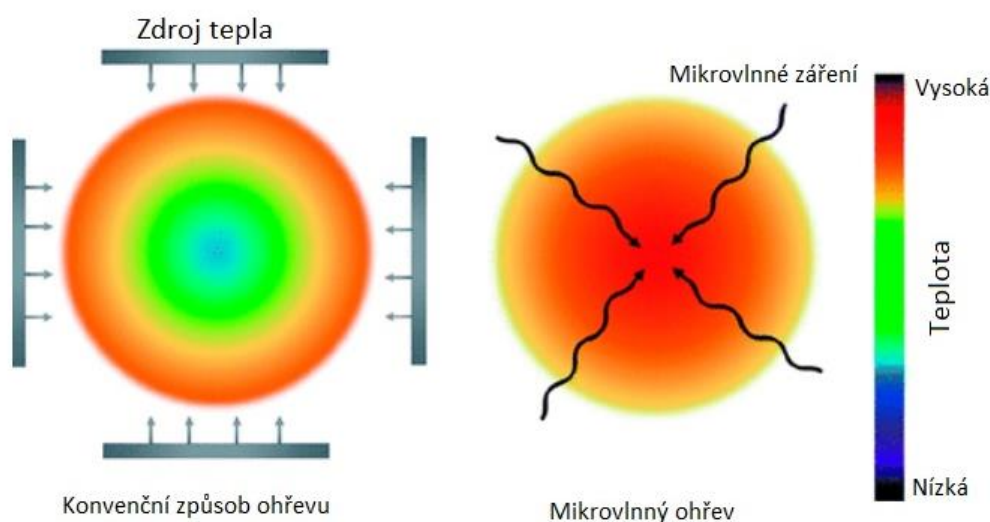 Zdroj tepla
Mikrovlnné záření
Vysoká
Teplota
Nízká
Konvenční způsob ohřevu
Mikrovlnný ohřev